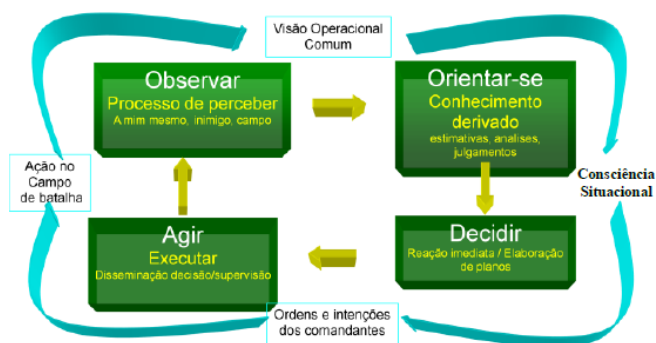 Visão Operacional
Comum
Observar
Processo de perceber
A mim mesmo, inimigo, campo
Orientar-se
Conhecimento
derivado
estimativas, analises,
julgamentos
Ação no
Campo
de batalha
Consciência
Situacional
Agir
Executar
Disseminação decisão/supervisão
Decidir
Reação imediata / Elaboração
de planos
Ordens e intenções
dos comandantes